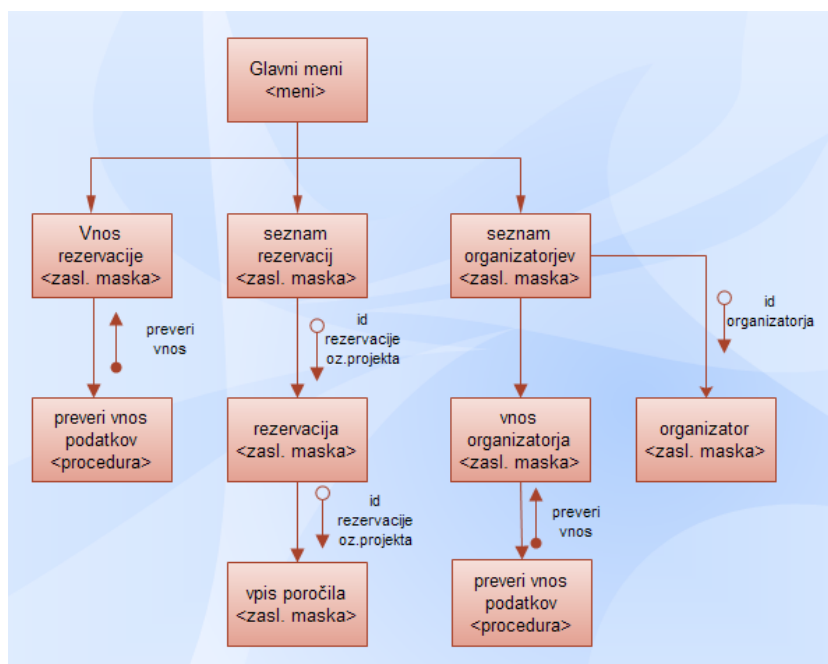 Glavni meni
<meni>
Vnos
rezervacije
<zasl. maska>
seznam
rezervacij
<zasl. maska>
seznam
organizatorjev
<zasl. maska>
preveri
vnos
id
rezervacije
oz.projekta
id
organizatorja
preveri vnos
podatkov
<procedura>
rezervacija
<zasl. maska>
vnos
organizatorja
<zasl. maska>
organizator
<zasl. maska>
id
rezervacije
oz.projekta
preveri
vnos
vpis poročila
<zasl. maska>
preveri vnos
podatkov
<procedura>